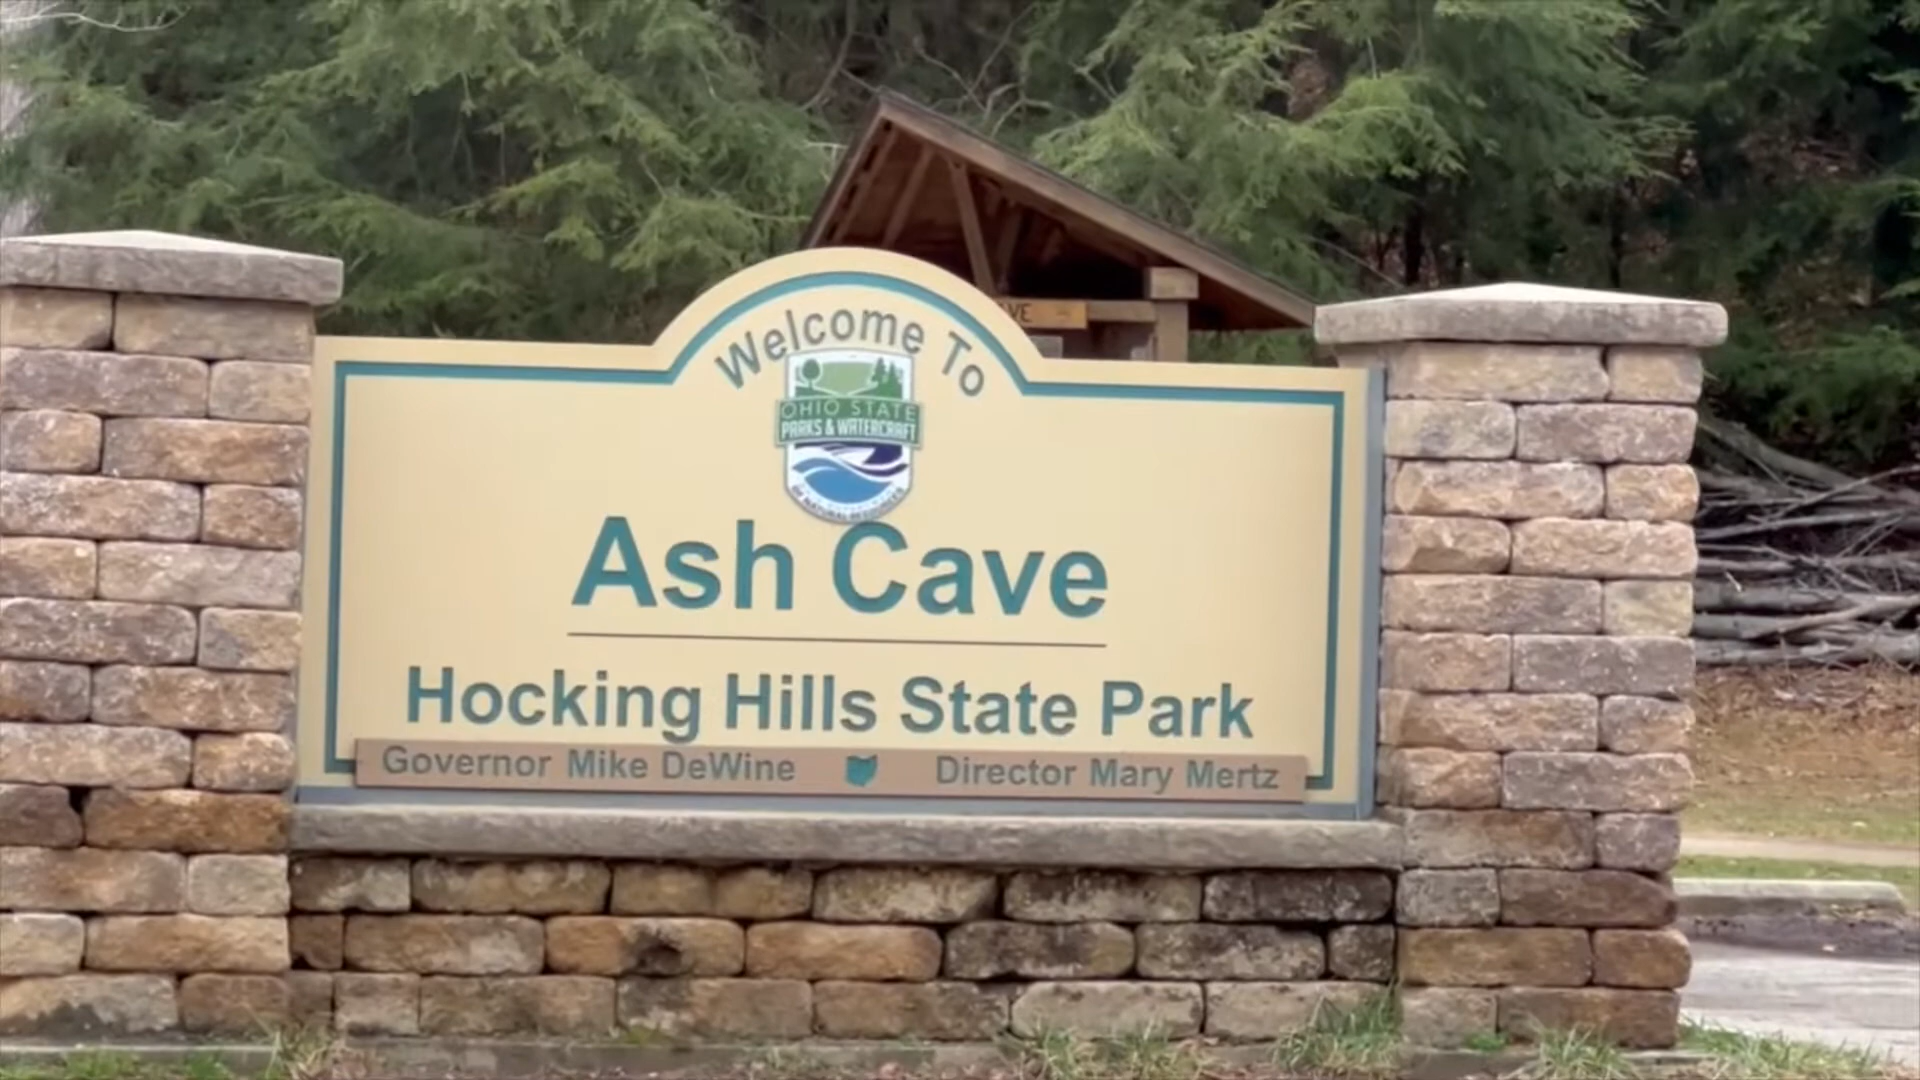 Welcome To
OHIO STATE
PARKS & WATERCRAFT
Ash Cave
Hocking Hills State Park
Governor Mike DeWine Director Mary Mertz